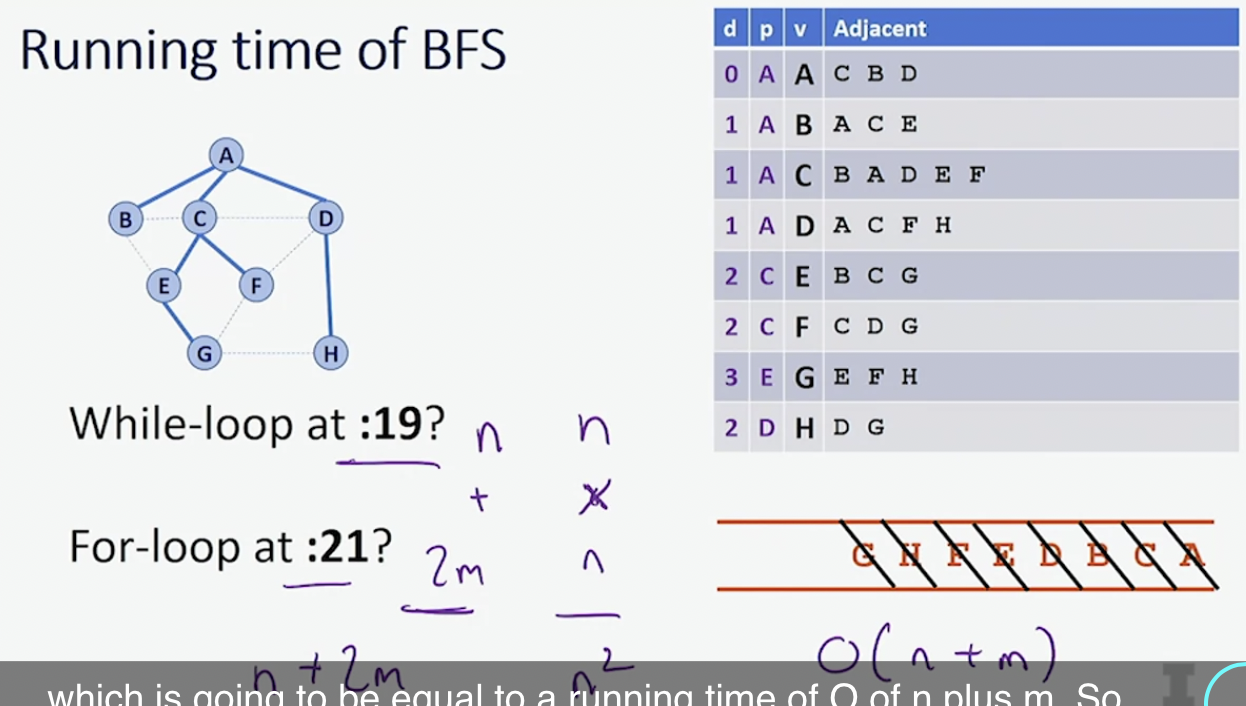 Running time of BFS
d p v Adjacent
0 A A C B D
1 A B A C E
1 A C B A D E F
1 A D A C F H
2 C E B C G
2 C F C D G
3 E G E F H
2 D H D G
A
B C D
E F
G H
While-loop at :19? n n
+ x
For-loop at :21? 2m n
G H F E D B C A
n + 2m n² O(n + m)
which is going to be equal to a running time of O of n plus m. So